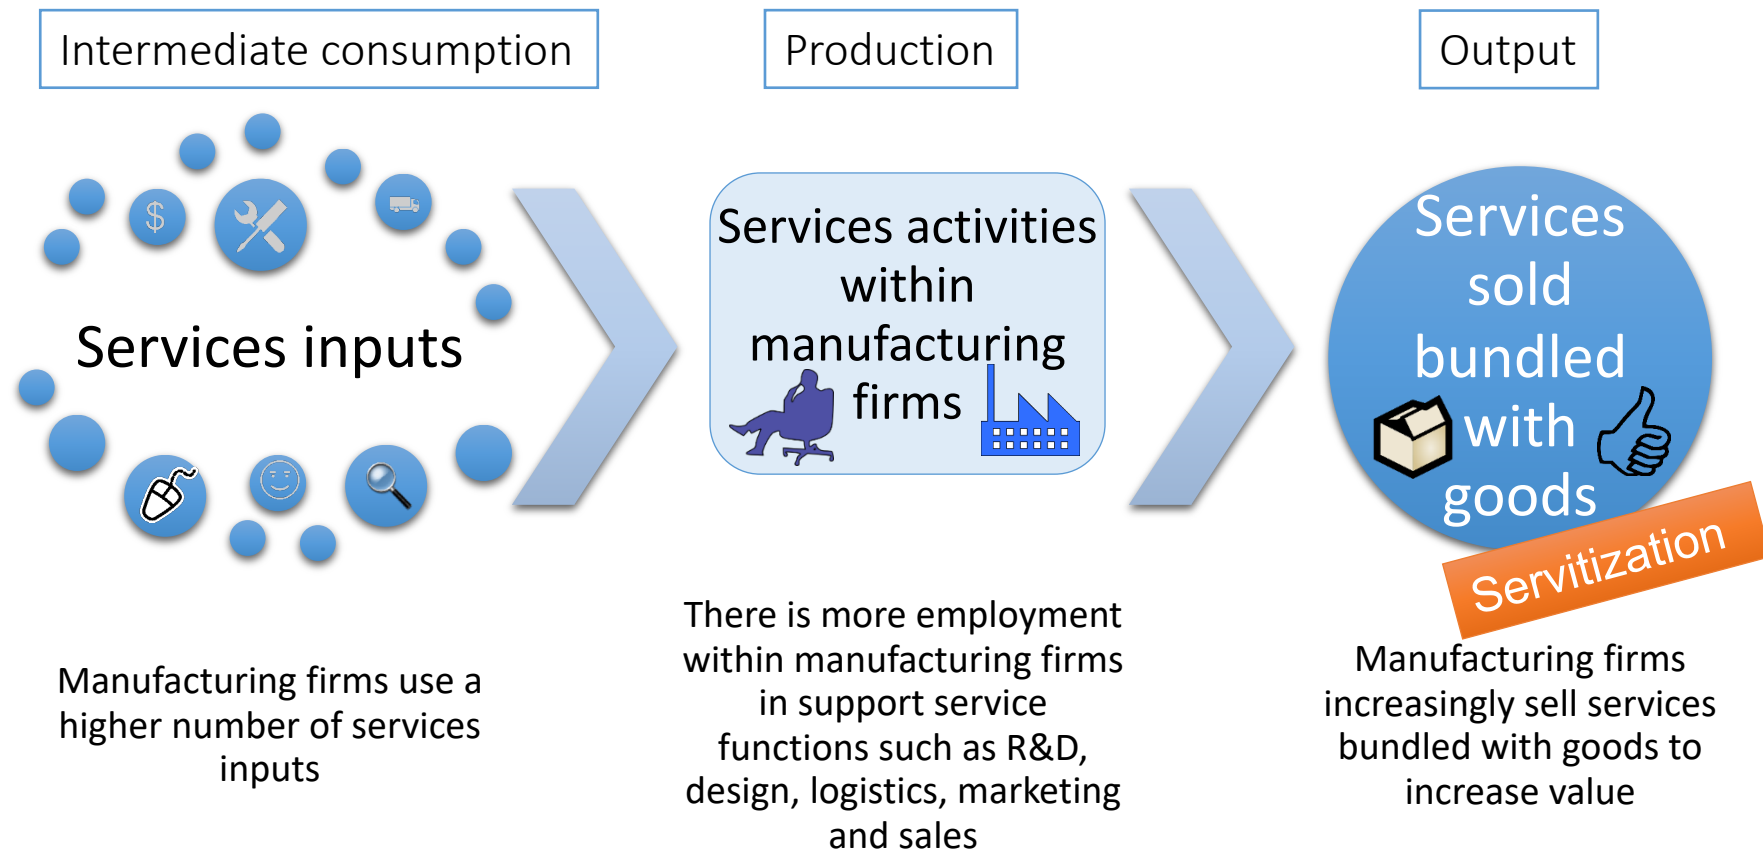 Intermediate consumption
Production
Output
$
Services inputs
Services activities
within
manufacturing
firms
Services
sold
bundled
with
goods
Servitization
Manufacturing firms use a
higher number of services
inputs
There is more employment
within manufacturing firms
in support service
functions such as R&D,
design, logistics, marketing
and sales
Manufacturing firms
increasingly sell services
bundled with goods to
increase value